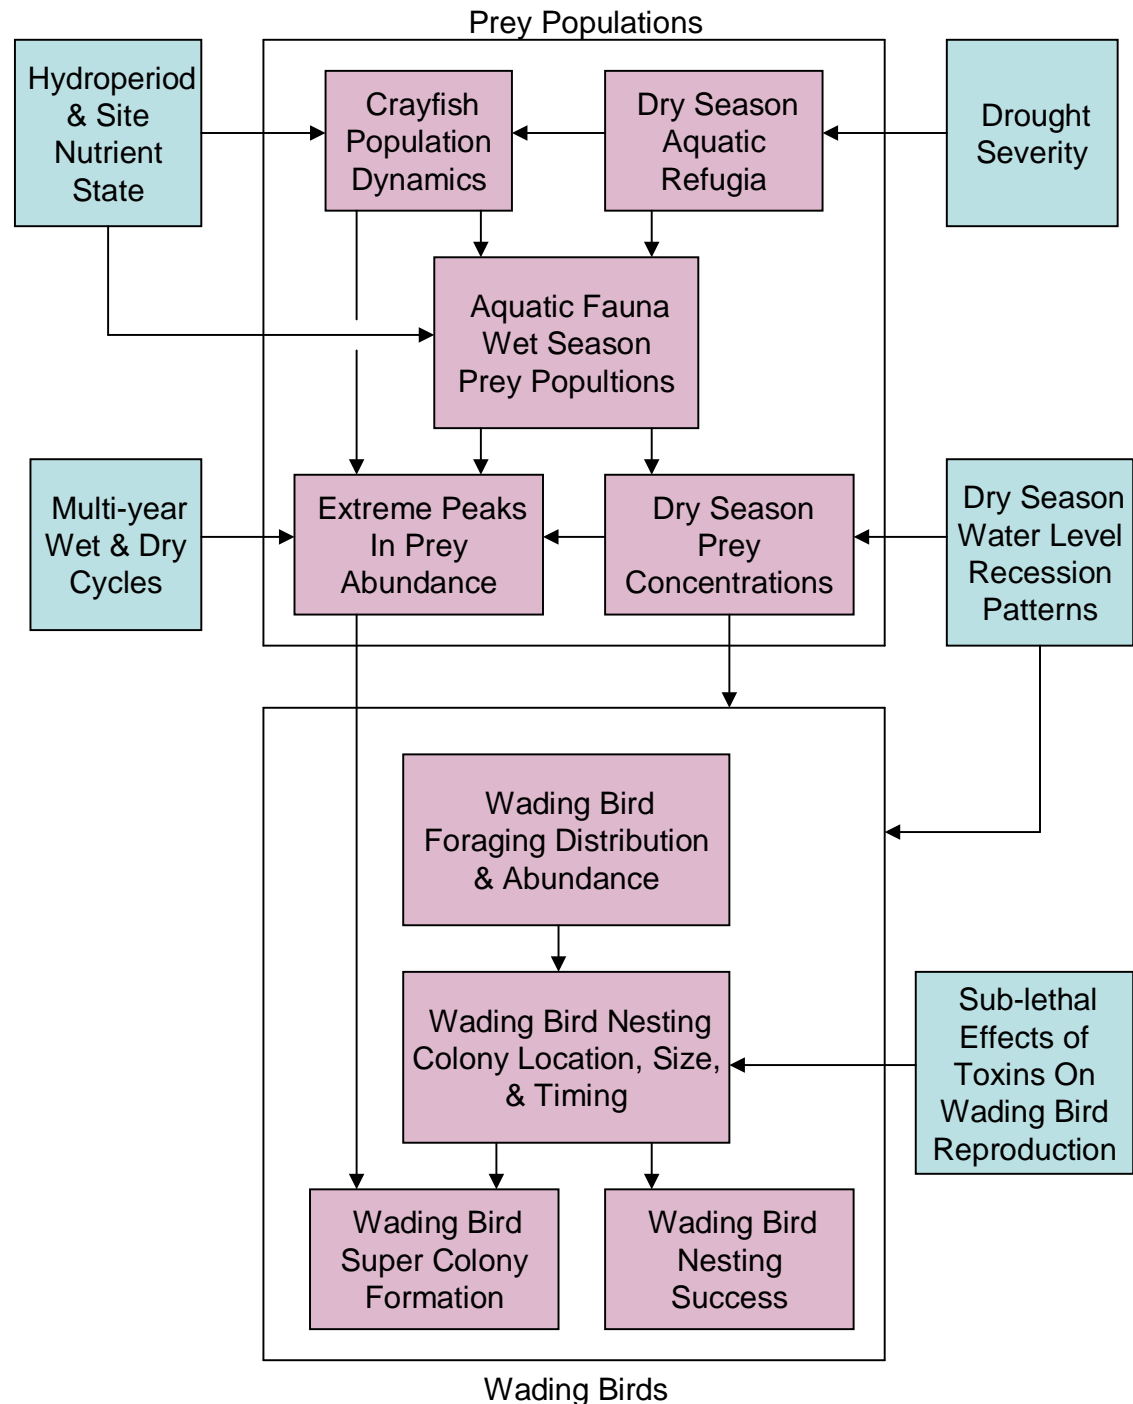 Prey Populations
Hydroperiod
& Site
Nutrient
State
Crayfish
Population
Dynamics
Dry Season
Aquatic
Refugia
Drought
Severity
Aquatic Fauna
Wet Season
Prey Popultions
Multi-year
Wet & Dry
Cycles
Extreme Peaks
In Prey
Abundance
Dry Season
Prey
Concentrations
Dry Season
Water Level
Recession
Patterns
Wading Bird
Foraging Distribution
& Abundance
Wading Bird Nesting
Colony Location, Size,
& Timing
Sub-lethal
Effects of
Toxins On
Wading Bird
Reproduction
Wading Bird
Super Colony
Formation
Wading Bird
Nesting
Success
Wading Birds